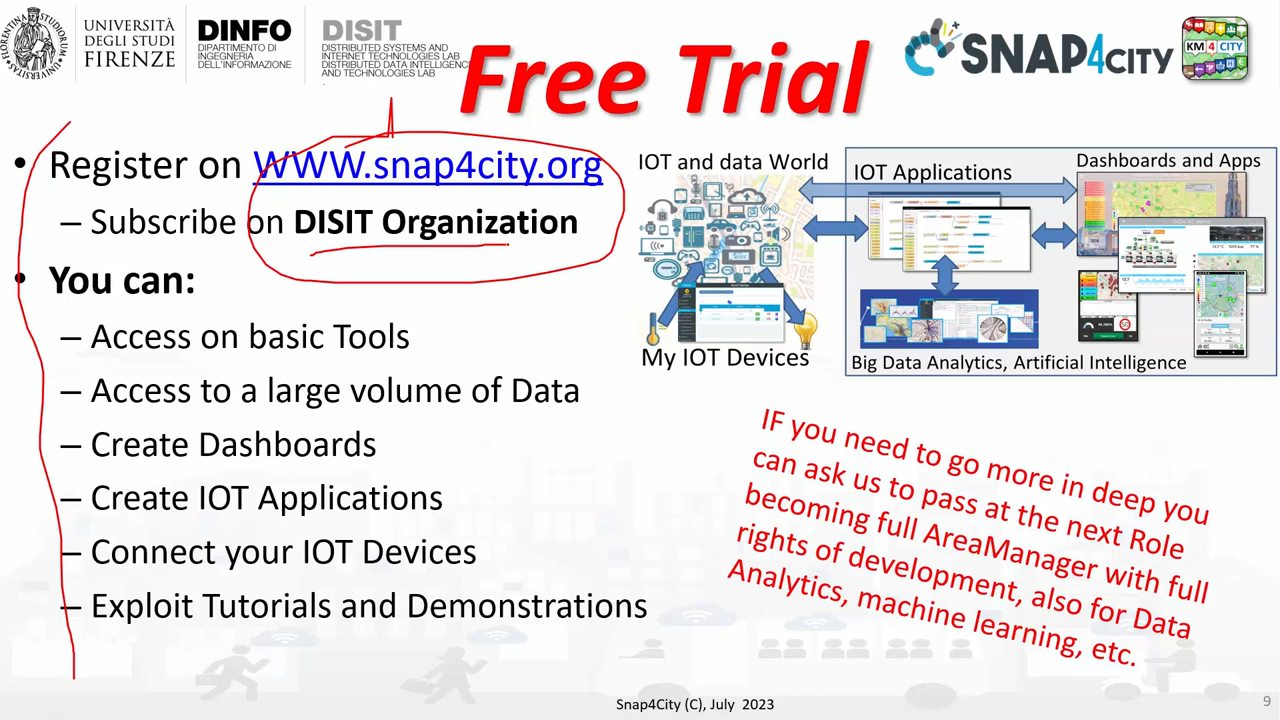 UNIVERSITÀ
DEGLI STUDI
FIRENZE
DINFO
DIPARTIMENTO DI
INGEGNERIA
DELL'INFORMAZIONE
DISIT
DISTRIBUTED SYSTEMS AND
INTERNET TECHNOLOGIES LAB
DISTRIBUTED DATA INTELLIGENCE
AND TECHNOLOGIES LAB
Free Trial
SNAP4CITY
KM 4 CITY
• Register on WWW.snap4city.org
– Subscribe on DISIT Organization
• You can:
– Access on basic Tools
– Access to a large volume of Data
– Create Dashboards
– Create IOT Applications
– Connect your IOT Devices
– Exploit Tutorials and Demonstrations
IOT and data World
IOT Applications
Dashboards and Apps
My IOT Devices
Big Data Analytics, Artificial Intelligence
IF you need to go more in deep you
can ask us to pass at the next Role
becoming full AreaManager with full
rights of development, also for Data
Analytics, machine learning, etc.
Snap4City (C), July 2023
9